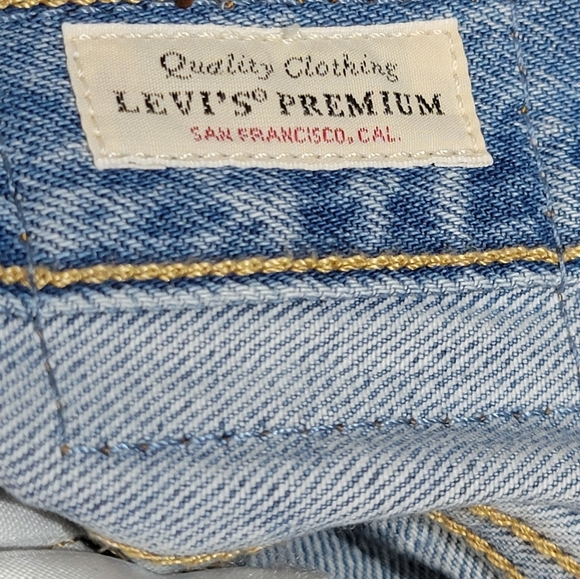 Quality Clothing
LEVI'S® PREMIUM
SAN FRANCISCO, CAL.